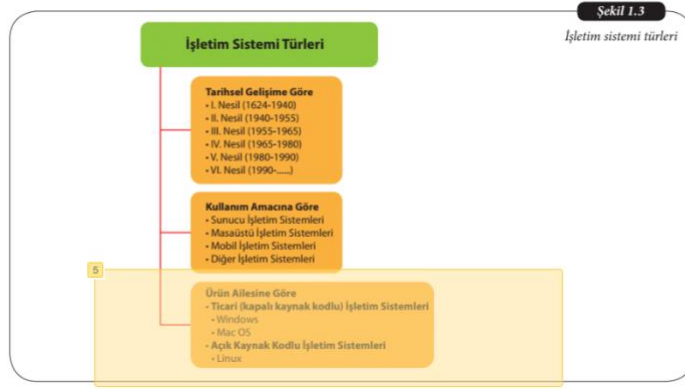 Şekil 1.3
İşletim sistemi türleri
İşletim Sistemi Türleri
Tarihsel Gelişime Göre
• I. Nesil (1624-1940)
• II. Nesil (1940-1955)
• III. Nesil (1955-1965)
• IV. Nesil (1965-1980)
• V. Nesil (1980-1990)
• VI. Nesil (1990-......)
Kullanım Amacına Göre
• Sunucu İşletim Sistemleri
• Masaüstü İşletim Sistemleri
• Mobil İşletim Sistemleri
• Diğer İşletim Sistemleri
5
Ürün Ailesine Göre
• Ticari (kapalı kaynak kodlu) İşletim Sistemleri
• Windows
• Mac OS
• Açık Kaynak Kodlu İşletim Sistemleri
• Linux